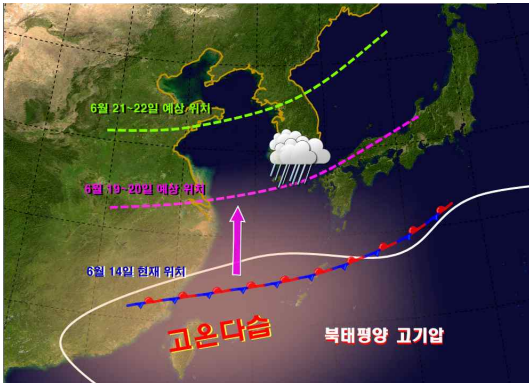 6월 21~22일 예상 위치
6월 19~20일 예상 위치
6월 14일 현재 위치
고온다습
북태평양 고기압